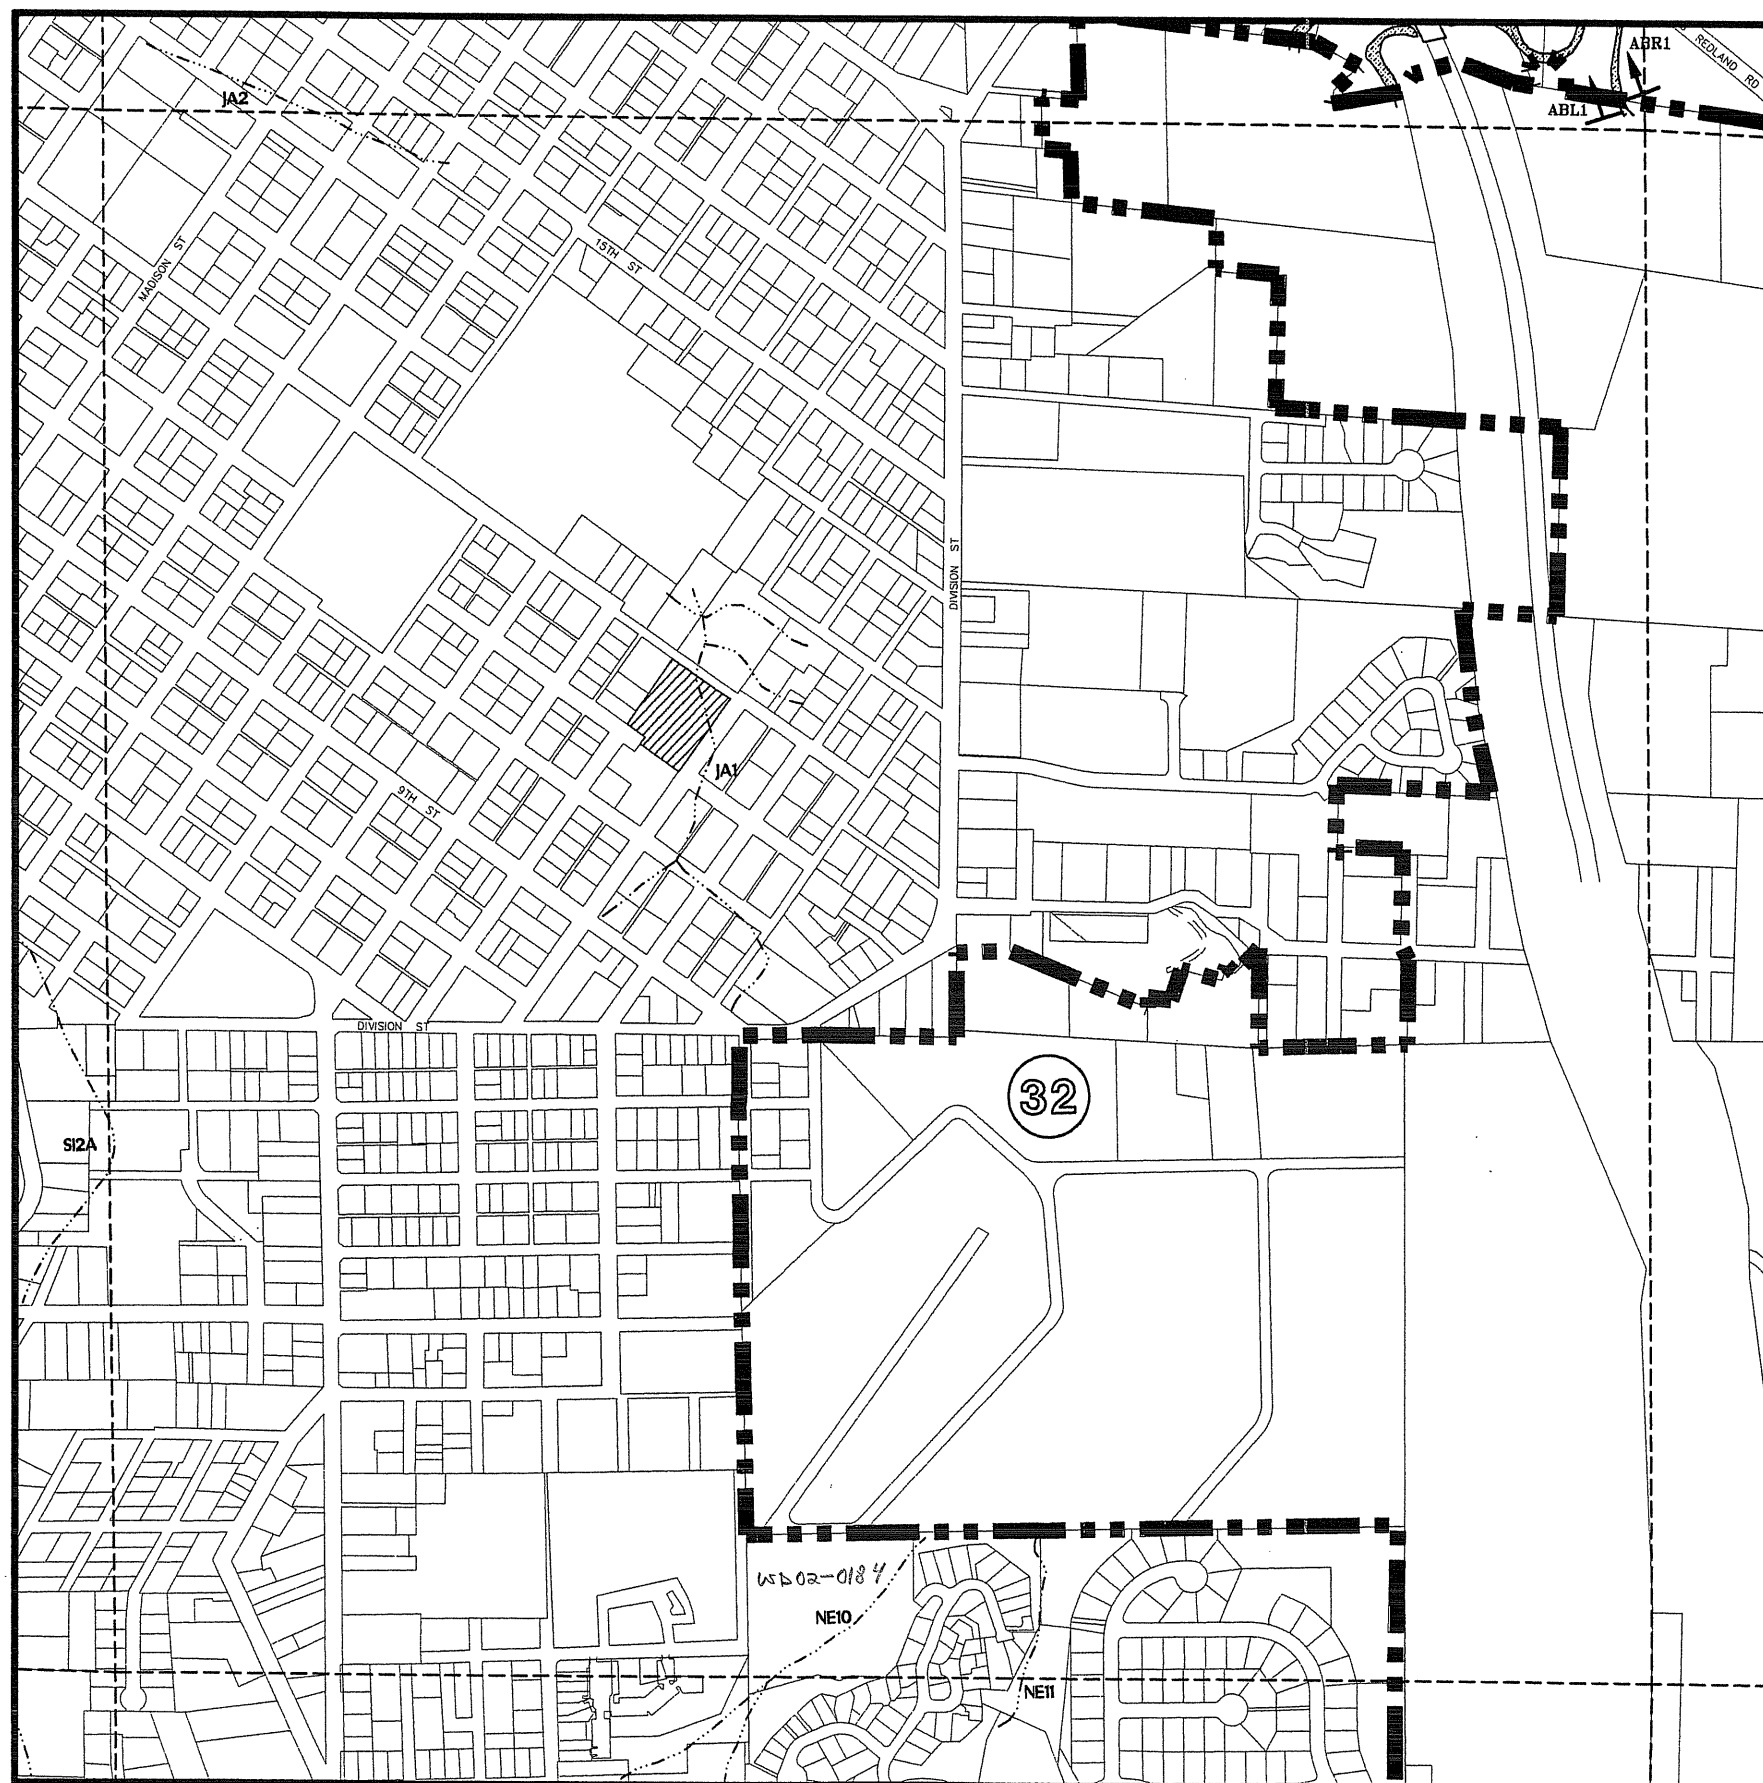 REDLAND RD
ABR1
ABL1
JA2
MADISON ST
15TH ST
DIVISION ST
JA1
9TH ST
DIVISION ST
32
SI2A
WD02-0184
NE10
NE11